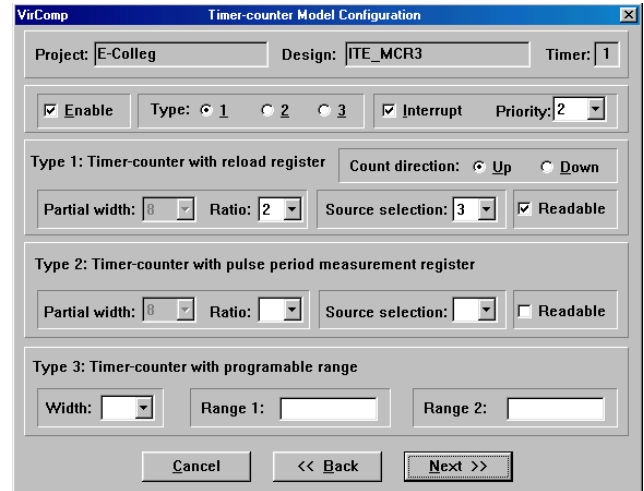 VirComp Timer-counter Model Configuration
Project: E-Colleg Design: ITE_MCR3 Timer: 1
Enable Type: 1 2 3 Interrupt Priority: 2
Type 1: Timer-counter with reload register Count direction: Up Down
Partial width: 8 Ratio: 2 Source selection: 3 Readable
Type 2: Timer-counter with pulse period measurement register
Partial width: 8 Ratio: Source selection: Readable
Type 3: Timer-counter with programable range
Width: Range 1: Range 2:
Cancel << Back Next >>